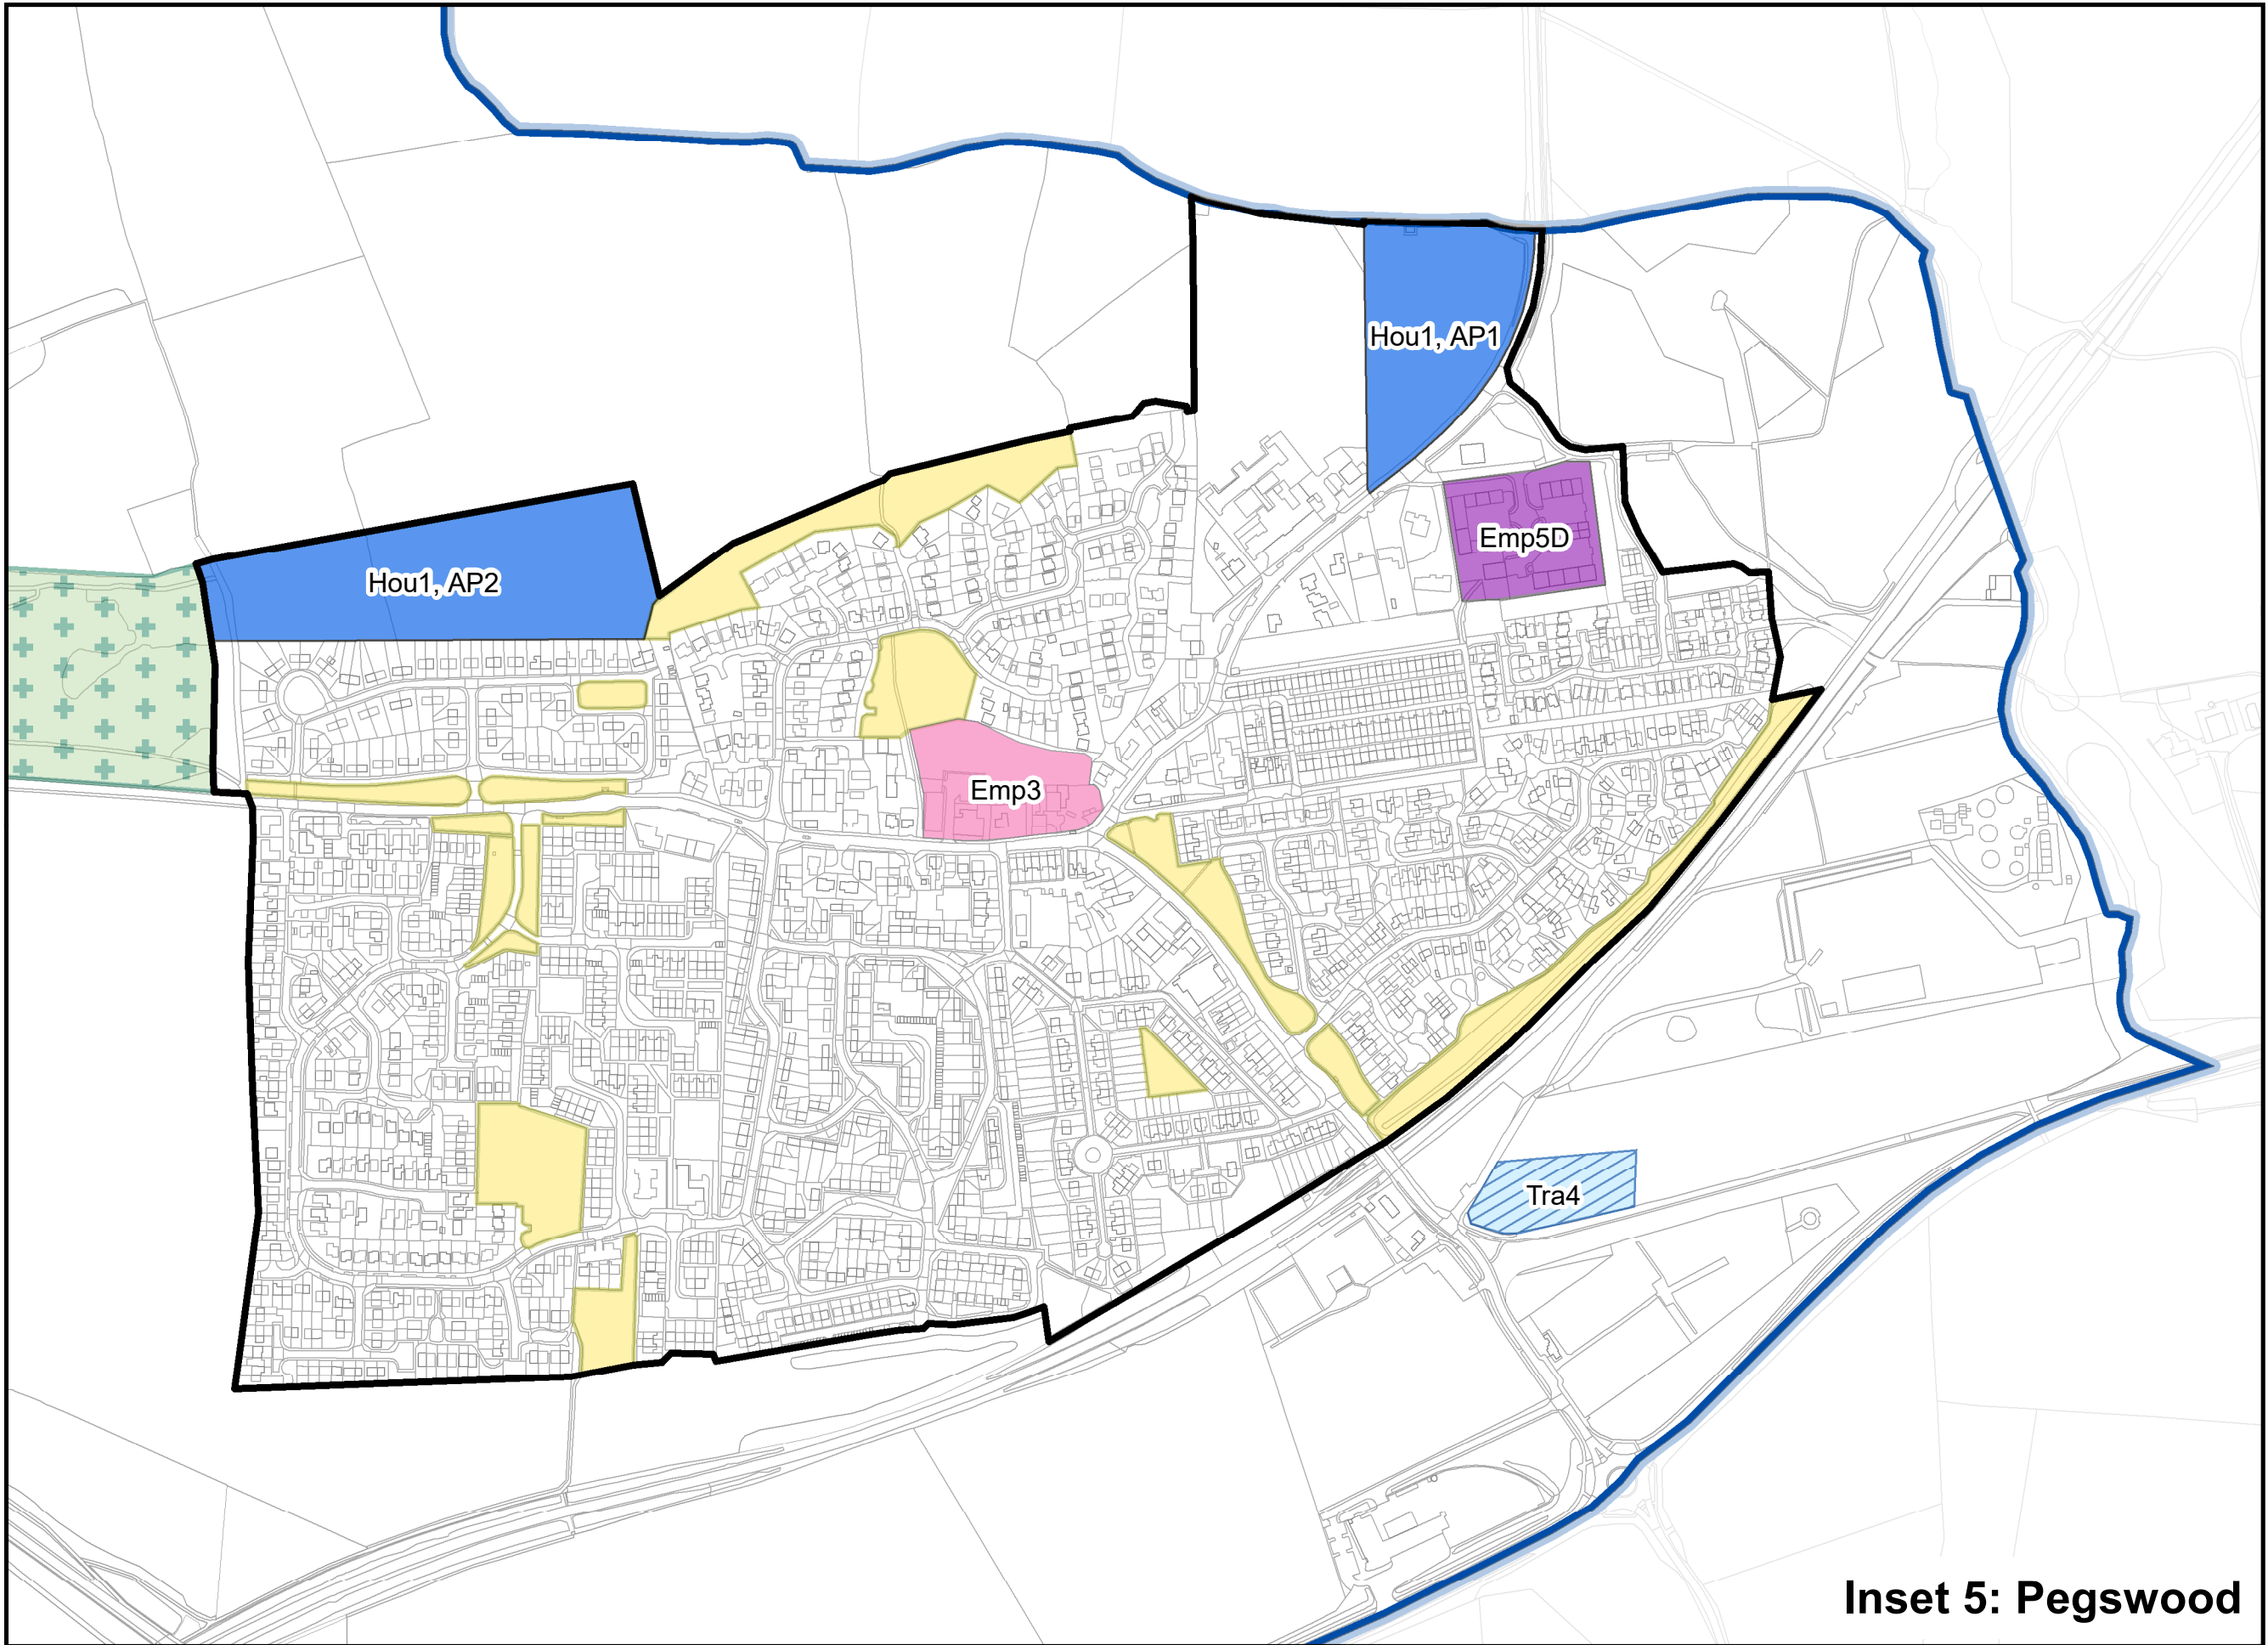 Hou1, AP1
Emp5D
Hou1, AP2
Emp3
Tra4
Inset 5: Pegswood